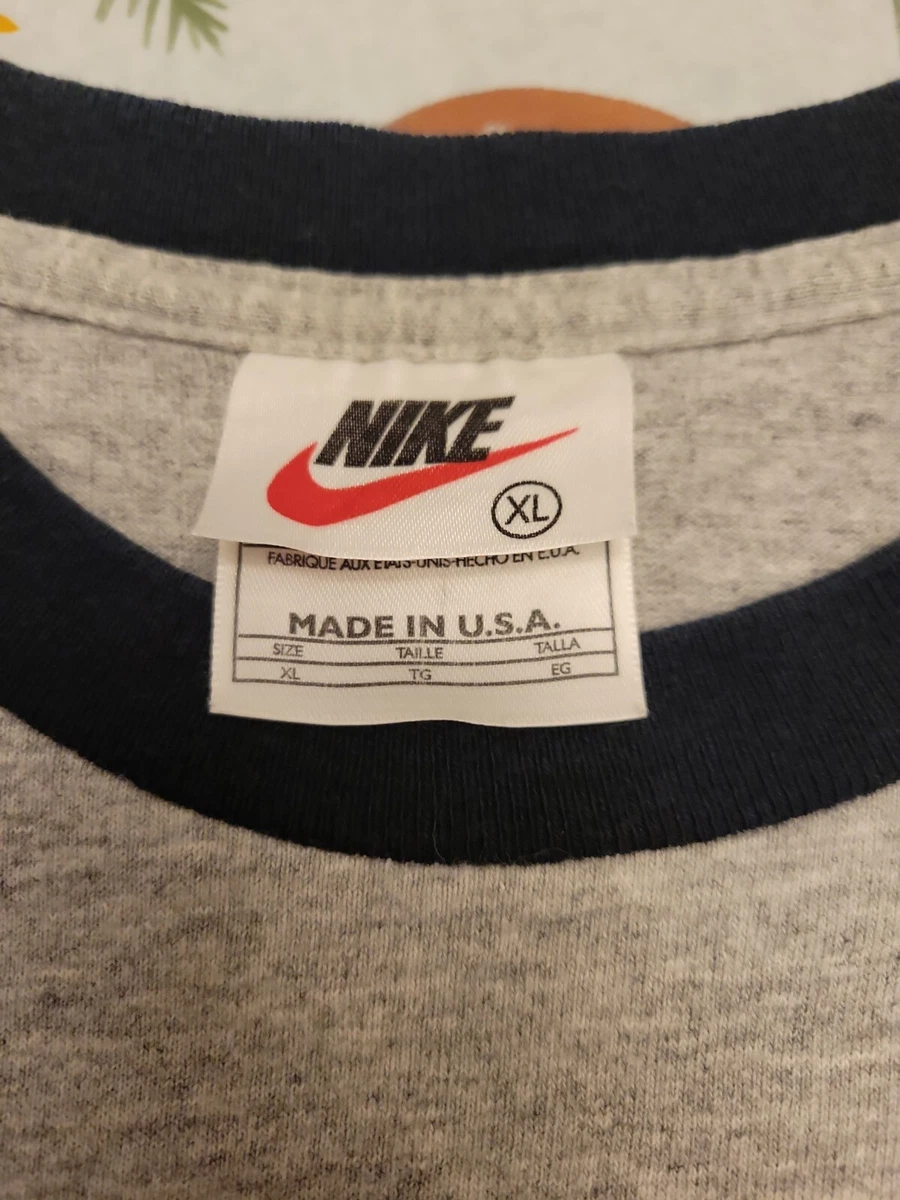 NIKE
XL
FABRIQUE AUX ETATS-UNIS-HECHO EN E.U.A.
MADE IN U.S.A.
SIZE TAILLE TALLA
XL TG EG